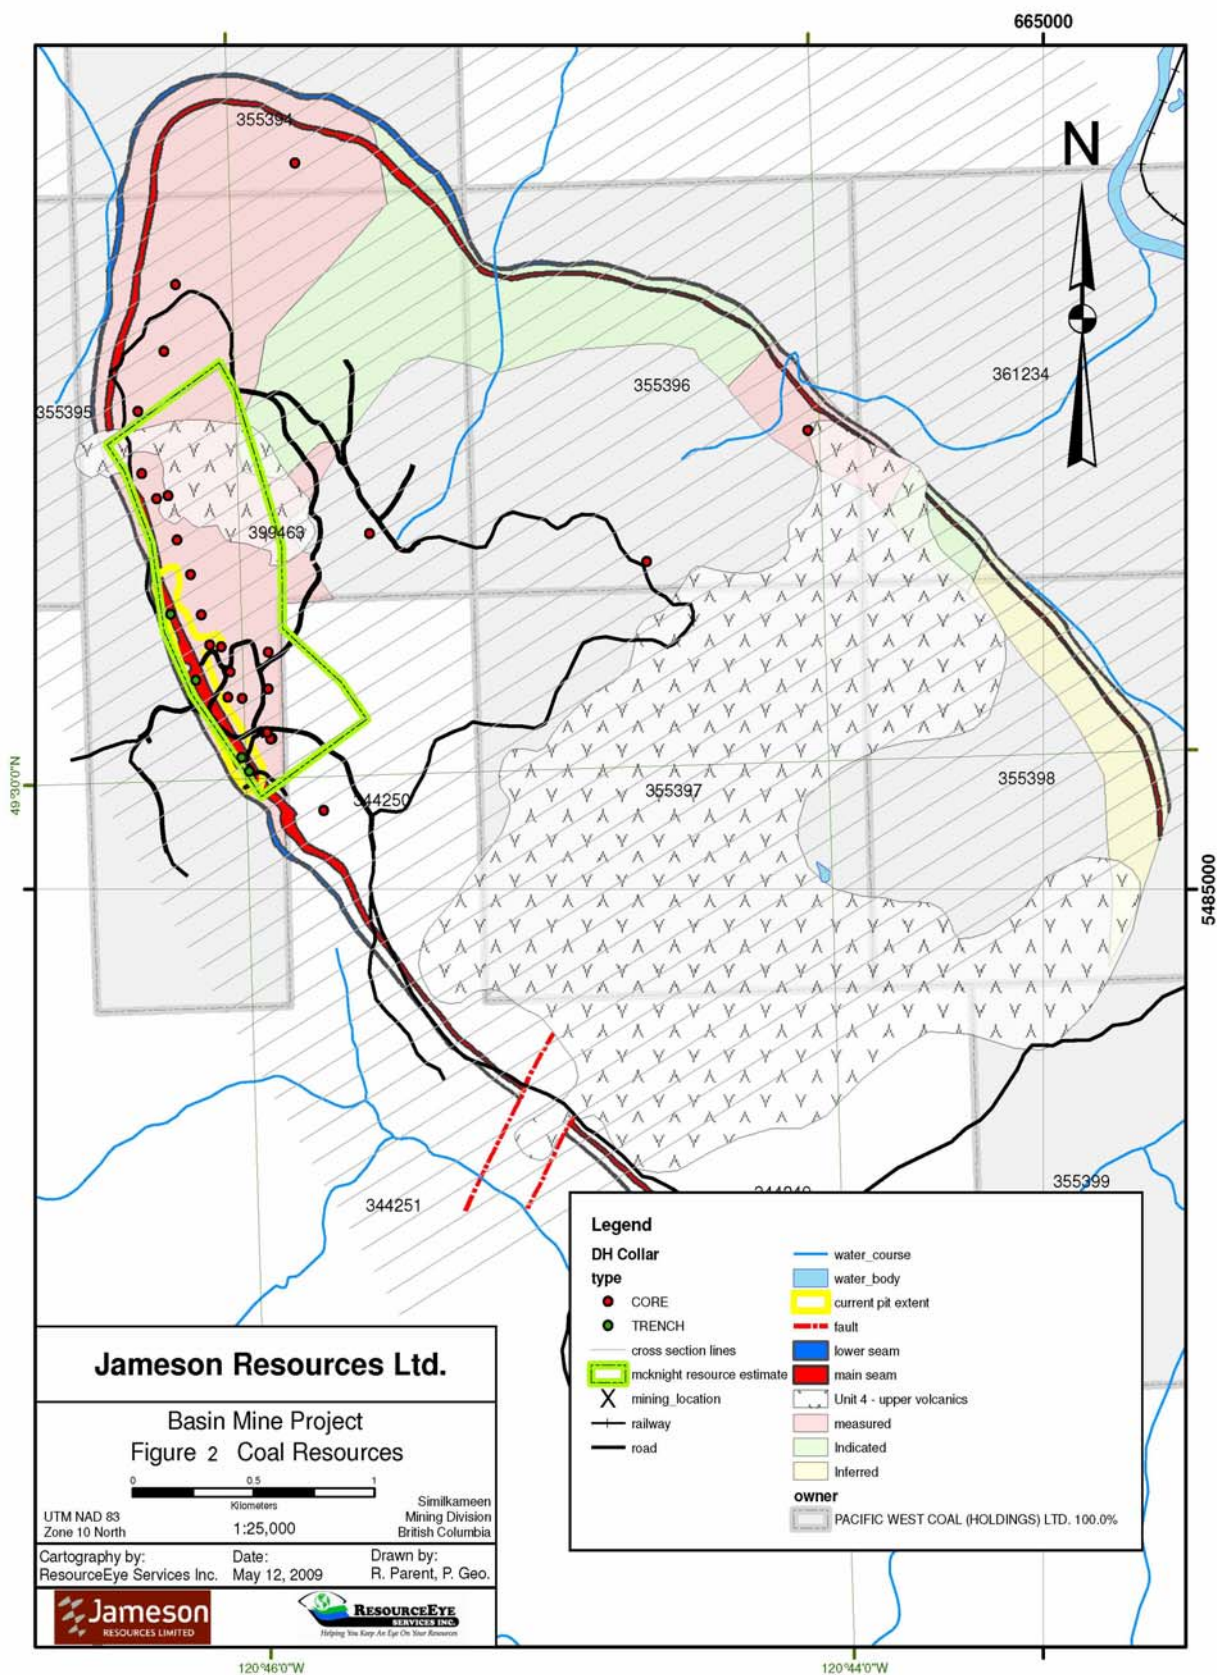 665000
355394
N
361234
355396
355395
399463
49°30'0"N
355398
355397
344250
5485000
355399
344251
Legend
DH Collar
type
CORE
TRENCH
cross section lines
mcknight resource estimate
mining_location
railway
road
water_course
water_body
current pit extent
fault
lower seam
main seam
Unit 4 - upper volcanics
measured
Indicated
Inferred
owner
PACIFIC WEST COAL (HOLDINGS) LTD. 100.0%
Jameson Resources Ltd.
Basin Mine Project
Figure 2 Coal Resources
0 0.5 1
Kilometers
UTM NAD 83
Zone 10 North
1:25,000
Similkameen
Mining Division
British Columbia
Cartography by:
ResourceEye Services Inc.
Date:
May 12, 2009
Drawn by:
R. Parent, P. Geo.
Jameson
RESOURCES LIMITED
RESOURCEEYE
SERVICES INC.
Helping You Keep An Eye On Your Resources
120°46'0"W
120°44'0"W